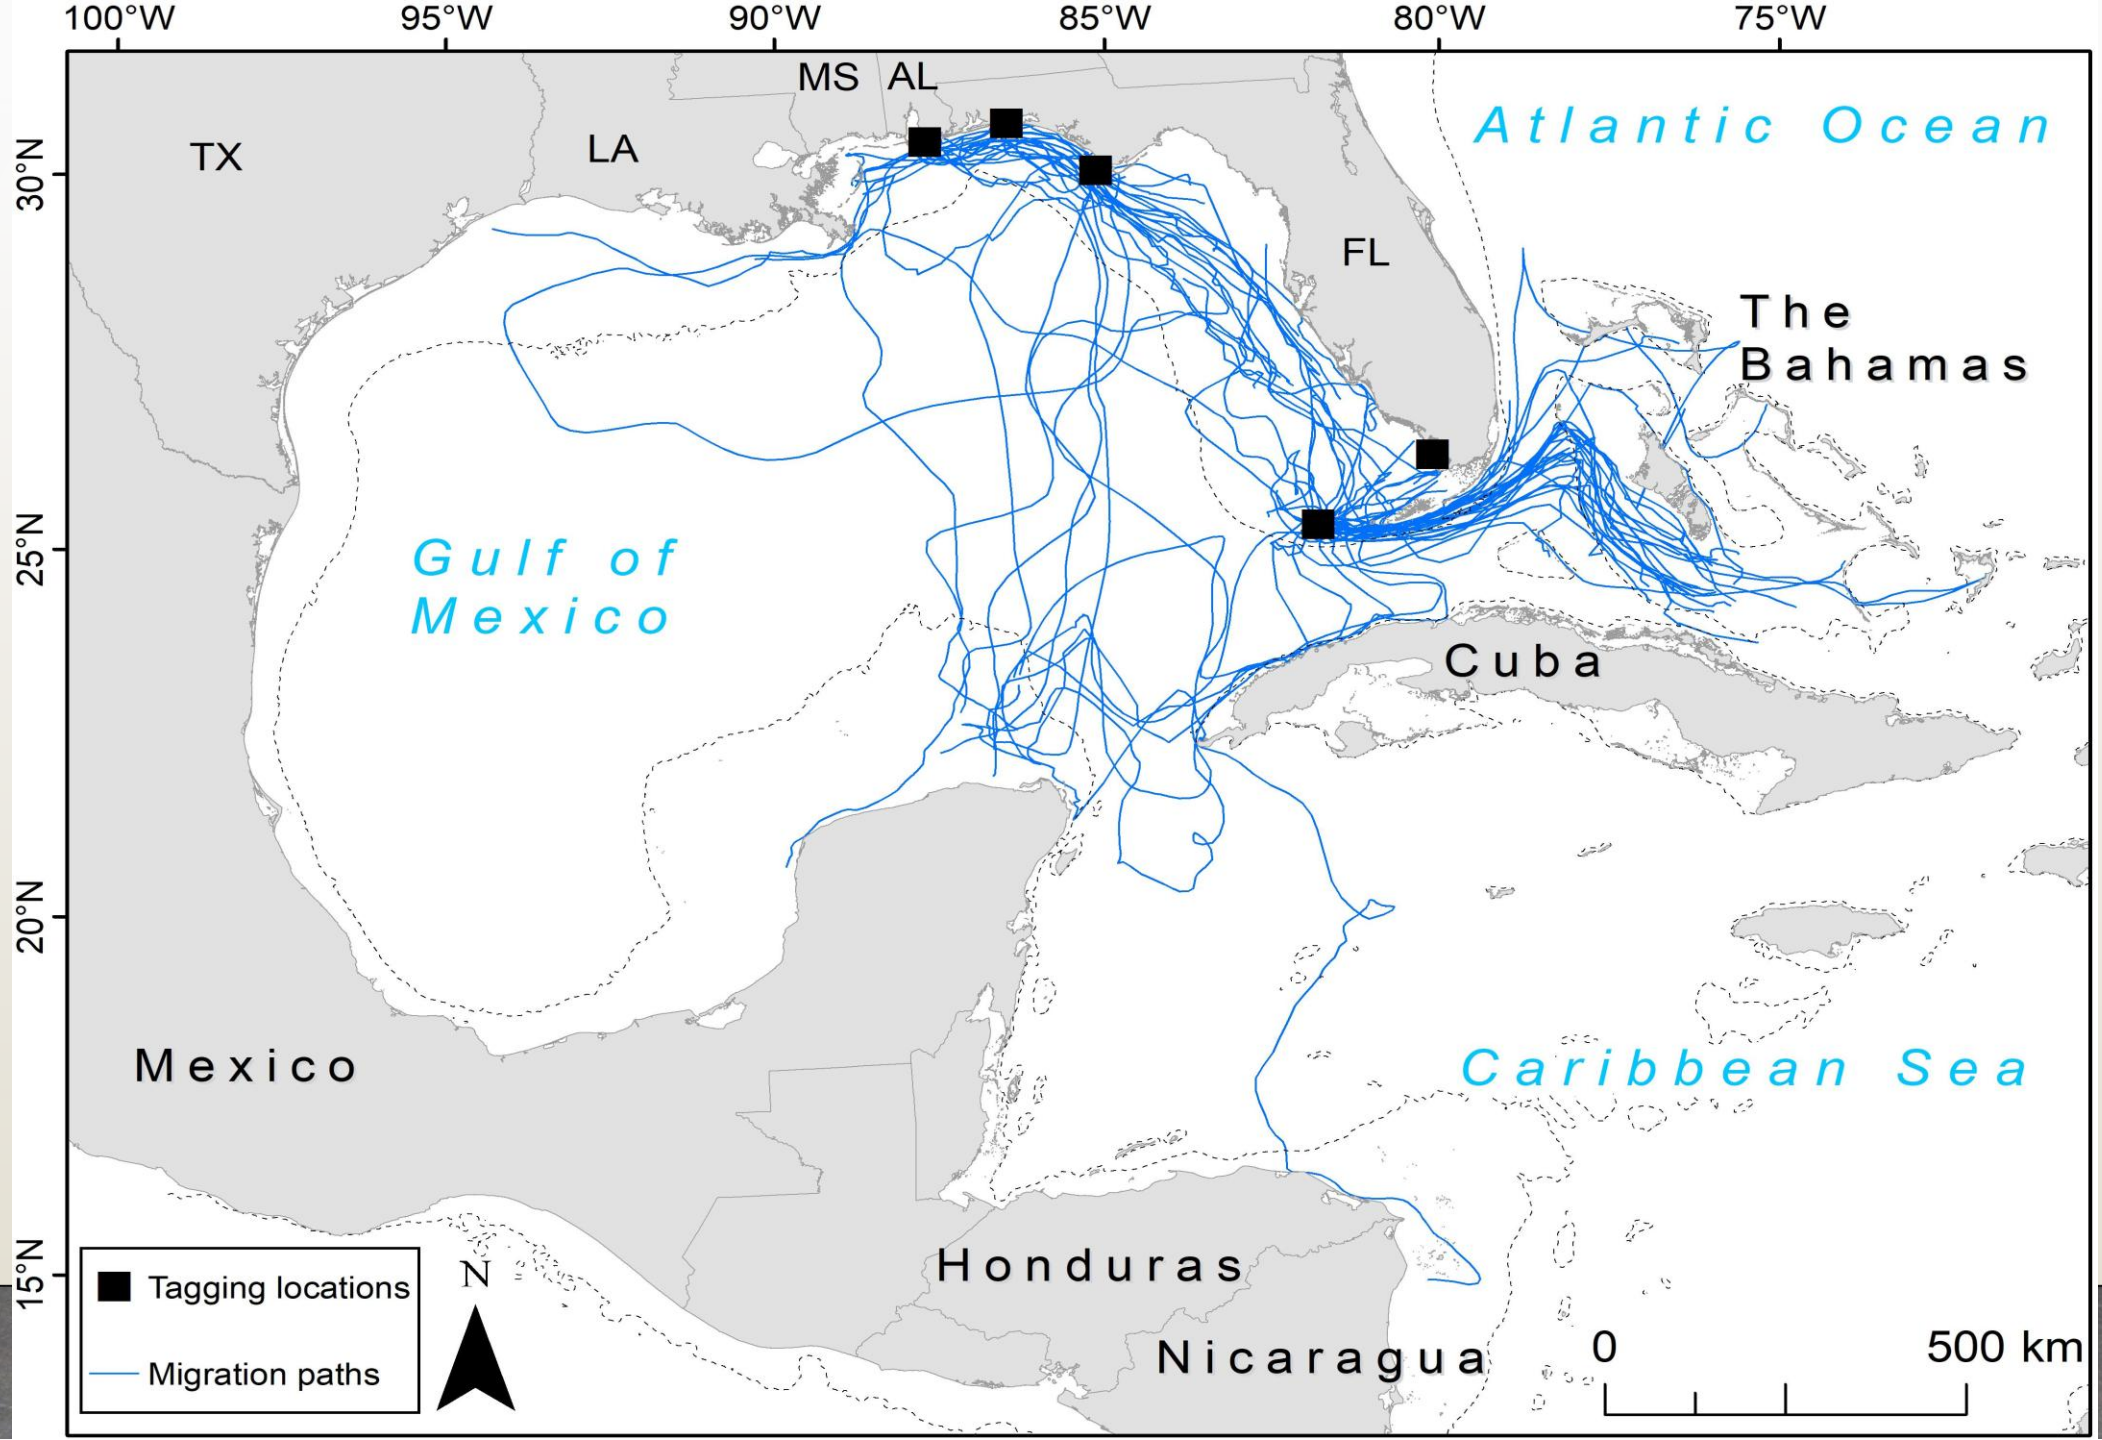 100°W 95°W 90°W 85°W 80°W 75°W
MS AL
Atlantic Ocean
TX
LA
30°N
FL
The
Bahamas
25°N
Gulf of
Mexico
Cuba
20°N
Mexico
Caribbean Sea
15°N
Honduras
N
Tagging locations
Nicaragua
0 500 km
Migration paths